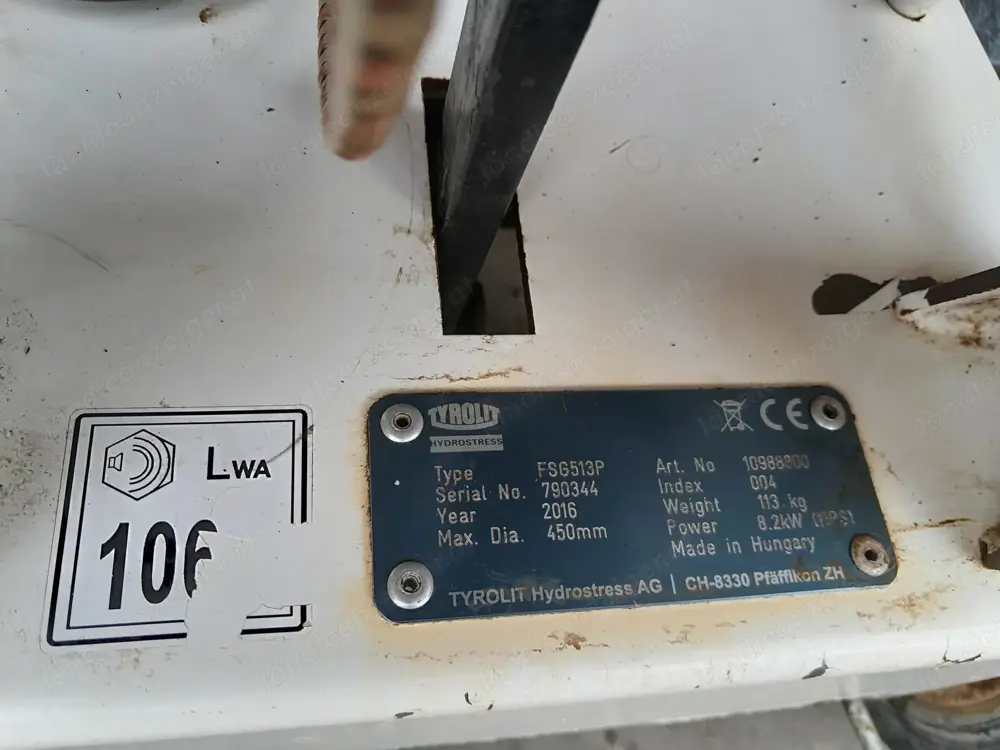 LWA
106
TYROLIT
HYDROSTRESS
CE
Type FSG513P
Serial No. 790344
Year 2016
Max. Dia. 450mm
Art. No 10988300
Index 004
Weight 113 kg
Power 8.2kW
Made in Hungary
TYROLIT Hydrostress AG | CH-8330 Pfäffikon ZH